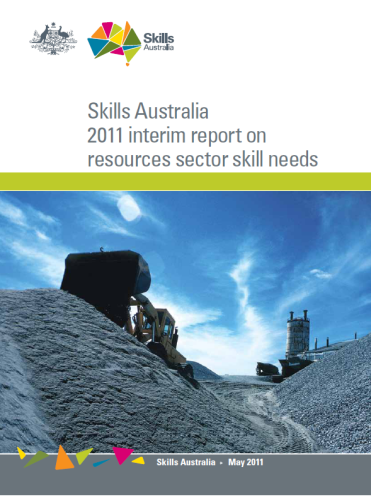 Skills
Australia
Skills Australia
2011 interim report on
resources sector skill needs
Skills Australia • May 2011